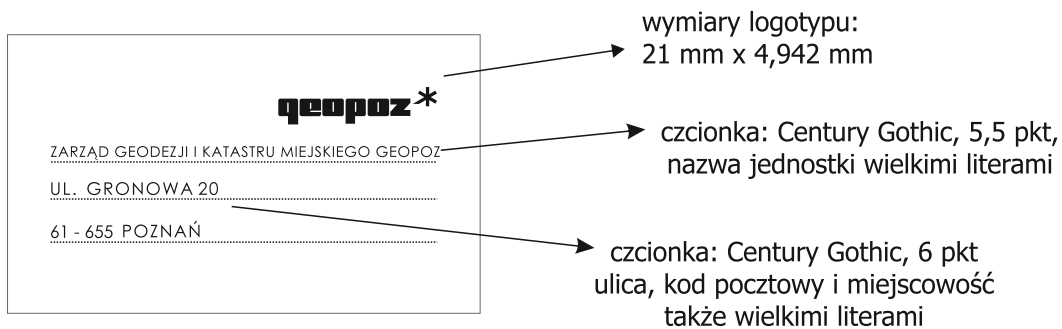 wymiary logotypu:
21 mm x 4,942 mm
geopoz*
ZARZĄD GEODEZJI I KATASTRU MIEJSKIEGO GEOPOZ
czcionka: Century Gothic, 5,5 pkt,
nazwa jednostki wielkimi literami
UL. GRONOWA 20
61 - 655 POZNAŃ
czcionka: Century Gothic, 6 pkt
ulica, kod pocztowy i miejscowość
także wielkimi literami